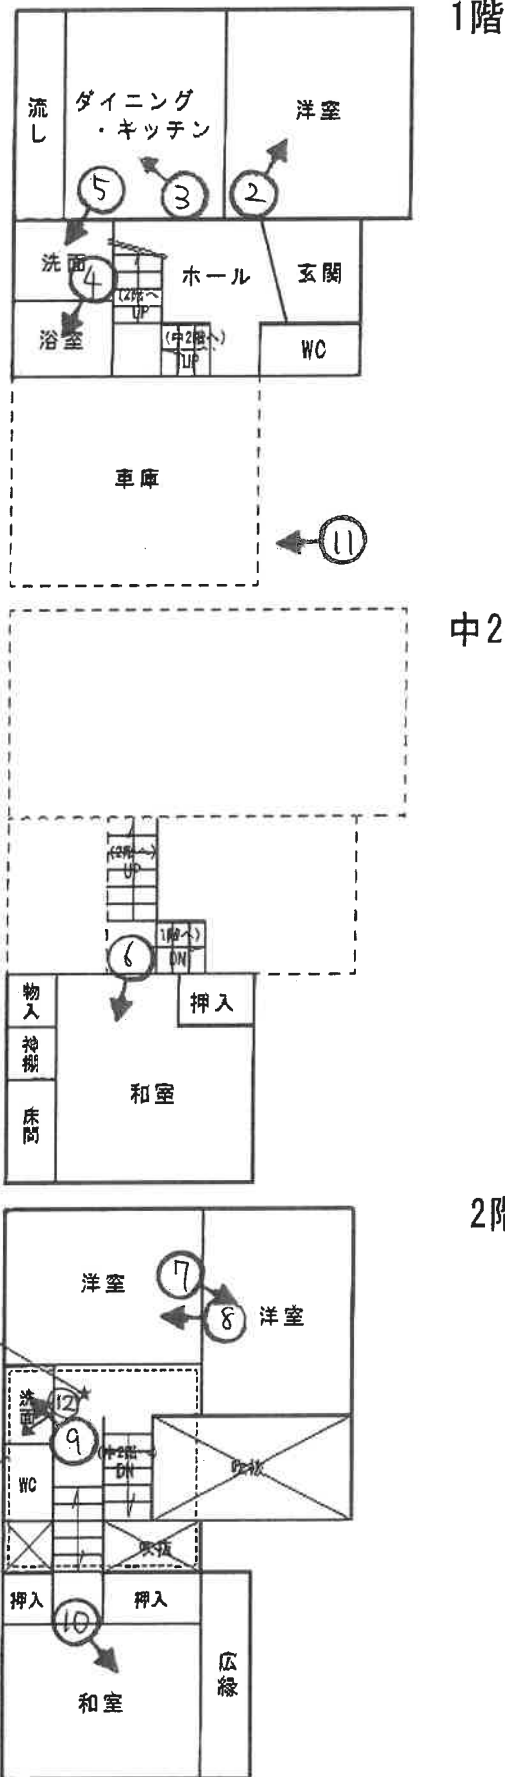 1階
流し
ダイニング
・キッチン
洋室
⑤
③
②
洗面
④
(2階へ)
UP
ホール
玄関
浴室
(中2階へ)
UP
WC
車庫
⑪
中2
(2階へ)
UP
⑥
1階へ)
DN
物入
押入
神棚
和室
床間
2階
洋室
⑦
⑧
洋室
洗面
⑫
⑨
(中2階へ)
DN
吹抜
WC
吹抜
押入
押入
⑩
広縁
和室